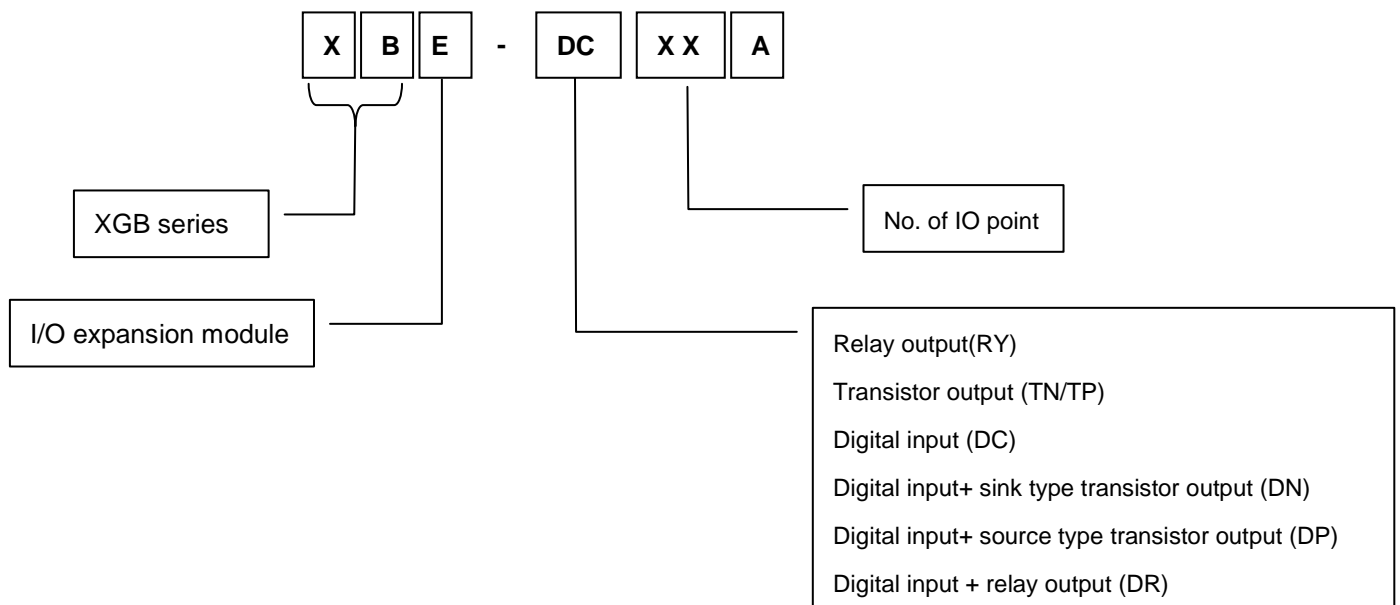 X B E - DC X X A
XGB series
No. of IO point
I/O expansion module
Relay output(RY)
Transistor output (TN/TP)
Digital input (DC)
Digital input+ sink type transistor output (DN)
Digital input+ source type transistor output (DP)
Digital input + relay output (DR)